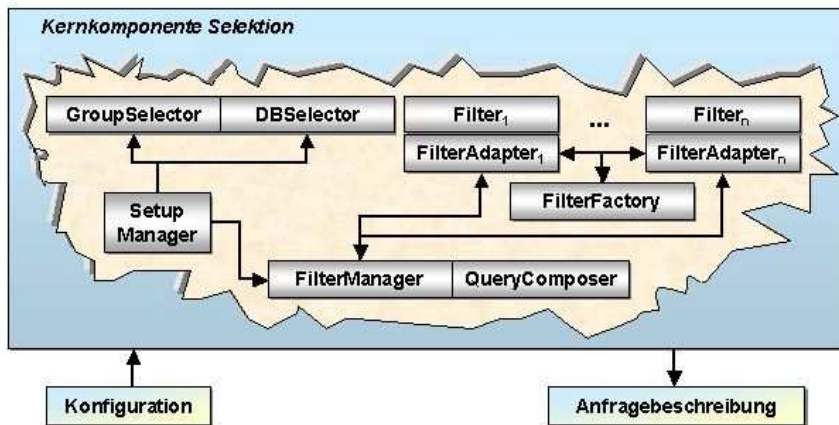 Kernkomponente Selektion
GroupSelector DBSelector Filter₁ ... Filterₙ
FilterAdapter₁ FilterAdapterₙ
FilterFactory
Setup
Manager
FilterManager QueryComposer
Konfiguration Anfragebeschreibung